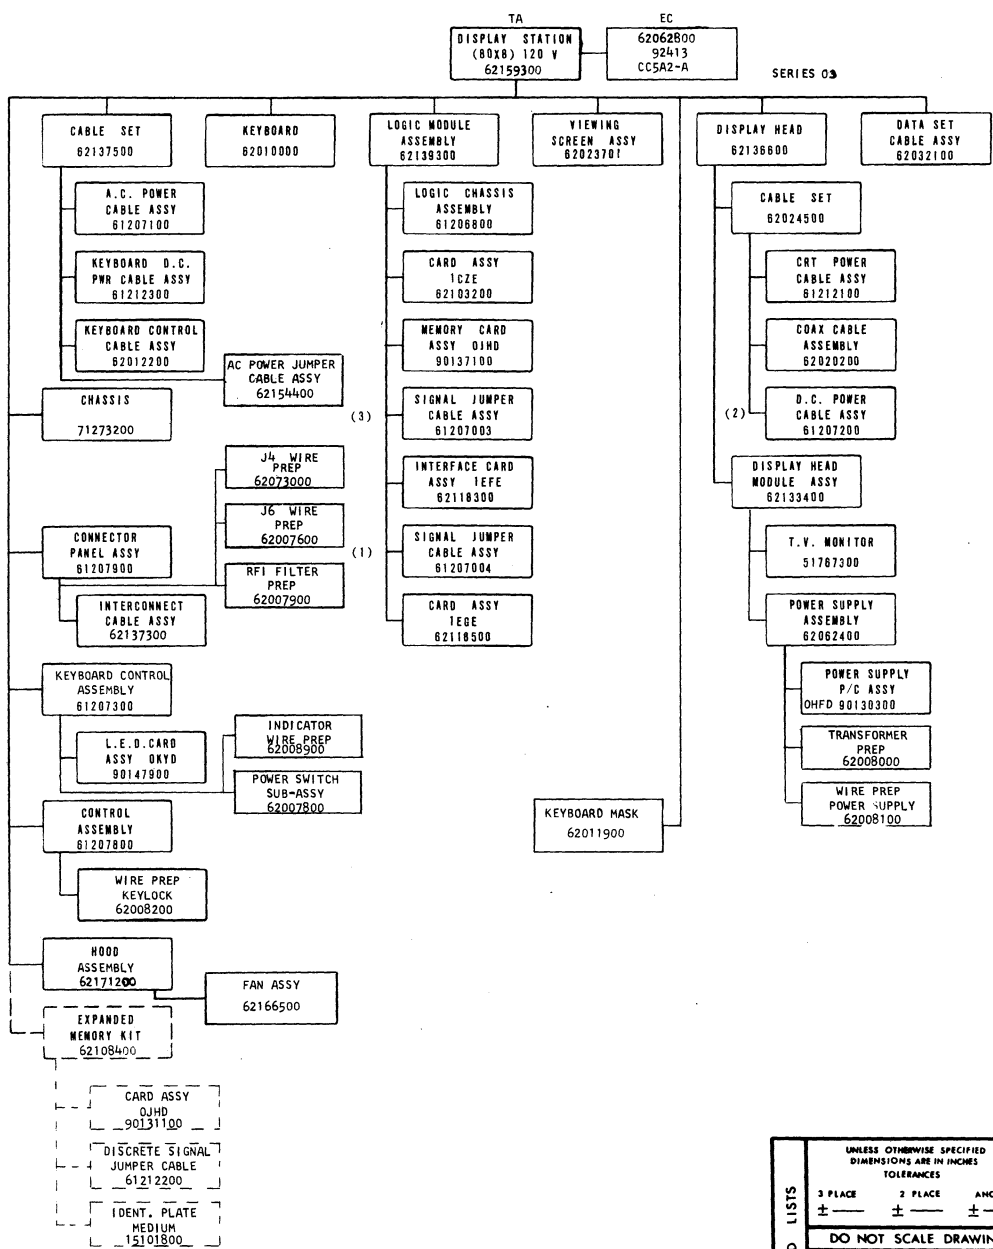 TA
DISPLAY STATION
(80X8) 120 V
62159300
EC
62062800
92413
CC5A2-A
SERIES 03
CABLE SET
62137500
KEYBOARD
62010000
LOGIC MODULE
ASSEMBLY
62139300
VIEWING
SCREEN ASSY
62023701
DISPLAY HEAD
62136600
DATA SET
CABLE ASSY
62032100
A.C. POWER
CABLE ASSY
61207100
KEYBOARD D.C.
PWR CABLE ASSY
61212300
KEYBOARD CONTROL
CABLE ASSY
62012200
AC POWER JUMPER
CABLE ASSY
62154400
CHASSIS
71273200
J4 WIRE
PREP
62073000
J6 WIRE
PREP
62007600
RFI FILTER
PREP
62007900
CONNECTOR
PANEL ASSY
61207900
INTERCONNECT
CABLE ASSY
62137300
KEYBOARD CONTROL
ASSEMBLY
61207300
L.E.D.CARD
ASSY OKYD
90147900
INDICATOR
WIRE PREP
62008900
POWER SWITCH
SUB-ASSY
62007800
CONTROL
ASSEMBLY
61207800
WIRE PREP
KEYLOCK
62008200
HOOD
ASSEMBLY
62171200
FAN ASSY
62166500
EXPANDED
MEMORY KIT
62108400
CARD ASSY
OJHD
90131100
DISCRETE SIGNAL
JUMPER CABLE
61212200
IDENT. PLATE
MEDIUM
15101800
LOGIC CHASSIS
ASSEMBLY
61206800
CARD ASSY
1CZE
62103200
MEMORY CARD
ASSY OJHD
90137100
(3)
SIGNAL JUMPER
CABLE ASSY
61207003
INTERFACE CARD
ASSY 1EFE
62118300
(1)
SIGNAL JUMPER
CABLE ASSY
61207004
CARD ASSY
1EGE
62118500
KEYBOARD MASK
62011900
CABLE SET
62024500
CRT POWER
CABLE ASSY
61212100
COAX CABLE
ASSEMBLY
62020200
(2)
D.C. POWER
CABLE ASSY
61207200
DISPLAY HEAD
MODULE ASSY
62133400
T.V. MONITOR
51767300
POWER SUPPLY
ASSEMBLY
62062400
POWER SUPPLY
P/C ASSY
OHFD 90130300
TRANSFORMER
PREP
62008000
WIRE PREP
POWER SUPPLY
62008100
LISTS
UNLESS OTHERWISE SPECIFIED
DIMENSIONS ARE IN INCHES
TOLERANCES
3 PLACE 2 PLACE
± ± ±
DO NOT SCALE